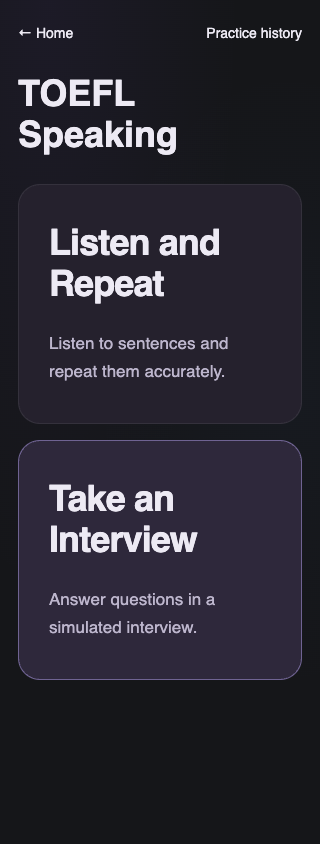 ← Home
Practice history
TOEFL
Speaking
Listen and
Repeat
Listen to sentences and
repeat them accurately.
Take an
Interview
Answer questions in a
simulated interview.